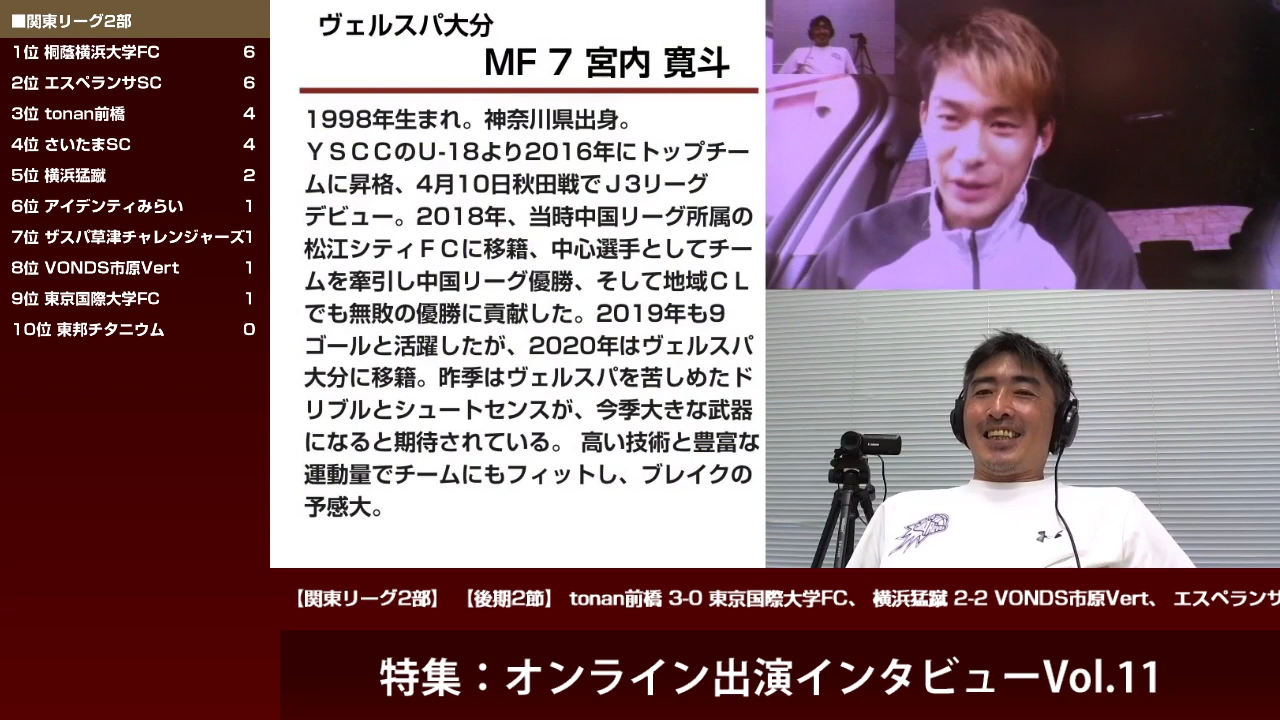 ■関東リーグ2部
1位 桐蔭横浜大学FC 6
2位 エスペランサSC 6
3位 tonan前橋 4
4位 さいたまSC 4
5位 横浜猛蹴 2
6位 アイデンティみらい 1
7位 ザスパ草津チャレンジャーズ1
8位 VONDS市原Vert 1
9位 東京国際大学FC 1
10位 東邦チタニウム 0
ヴェルスパ大分
MF 7 宮内 寛斗
1998年生まれ。神奈川県出身。
ＹＳＣＣのU-18より2016年にトップチー
ムに昇格、4月10日秋田戦でＪ3リーグ
デビュー。2018年、当時中国リーグ所属の
松江シティＦＣに移籍、中心選手としてチー
ムを牽引し中国リーグ優勝、そして地域ＣＬ
でも無敗の優勝に貢献した。2019年も9
ゴールと活躍したが、2020年はヴェルスパ
大分に移籍。昨季はヴェルスパを苦しめたド
リブルとシュートセンスが、今季大きな武器
になると期待されている。 高い技術と豊富な
運動量でチームにもフィットし、ブレイクの
予感大。
【関東リーグ2部】 【後期2節】 tonan前橋 3-0 東京国際大学FC、 横浜猛蹴 2-2 VONDS市原Vert、 エスペランサ
特集：オンライン出演インタビューVol.11